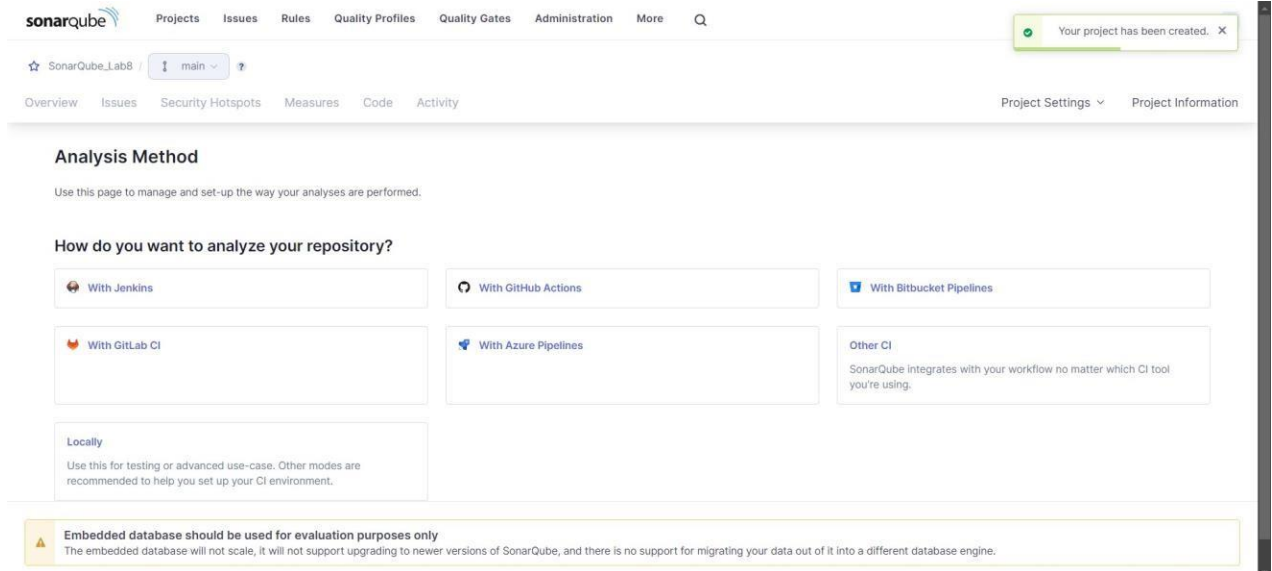 sonarqube Projects Issues Rules Quality Profiles Quality Gates Administration More
Your project has been created.
SonarQube_Lab8 / main ?
Overview Issues Security Hotspots Measures Code Activity Project Settings Project Information
Analysis Method
Use this page to manage and set-up the way your analyses are performed.
How do you want to analyze your repository?
With Jenkins
With GitHub Actions
With Bitbucket Pipelines
With GitLab CI
With Azure Pipelines
Other CI
SonarQube integrates with your workflow no matter which CI tool
you're using.
Locally
Use this for testing or advanced use-case. Other modes are
recommended to help you set up your CI environment.
Embedded database should be used for evaluation purposes only
The embedded database will not scale, it will not support upgrading to newer versions of SonarQube, and there is no support for migrating your data out of it into a different database engine.